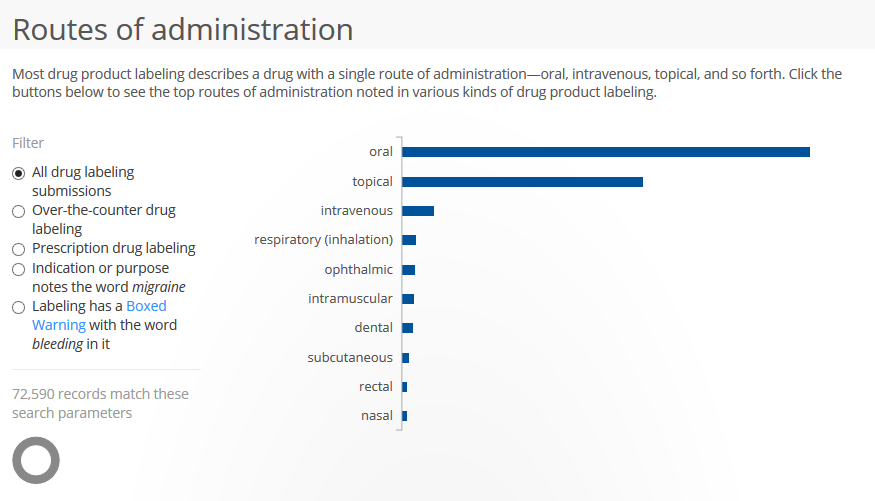 Routes of administration
Most drug product labeling describes a drug with a single route of administration—oral, intravenous, topical, and so forth. Click the
buttons below to see the top routes of administration noted in various kinds of drug product labeling.
Filter
All drug labeling
submissions
Over-the-counter drug
labeling
Prescription drug labeling
Indication or purpose
notes the word migraine
Labeling has a Boxed
Warning with the word
bleeding in it
72,590 records match these
search parameters
oral
topical
intravenous
respiratory (inhalation)
ophthalmic
intramuscular
dental
subcutaneous
rectal
nasal